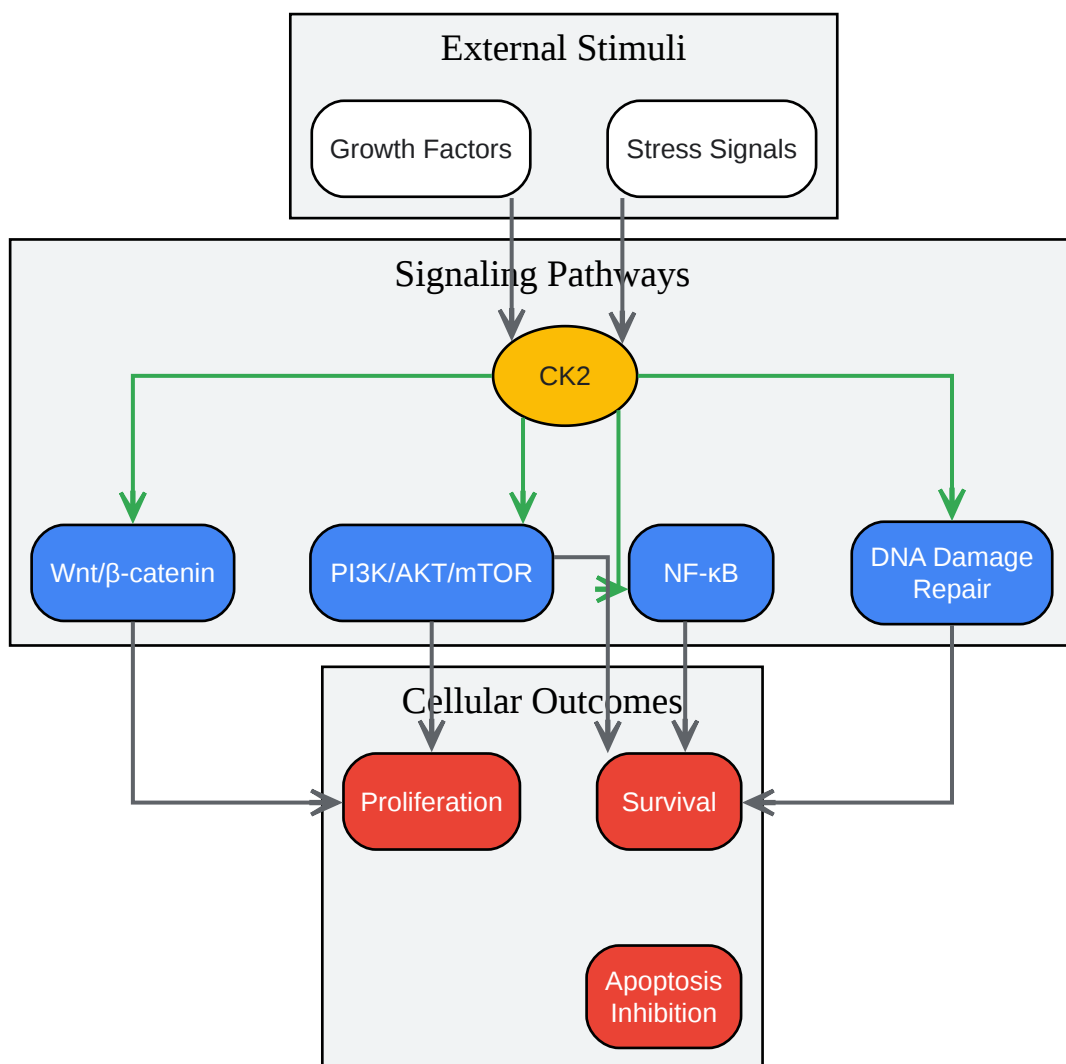 External Stimuli
Growth Factors
Stress Signals
Signaling Pathways
CK2
Wnt/β-catenin
PI3K/AKT/mTOR
NF-κB
DNA Damage
Repair
Cellular Outcomes
Proliferation
Survival
Apoptosis
Inhibition